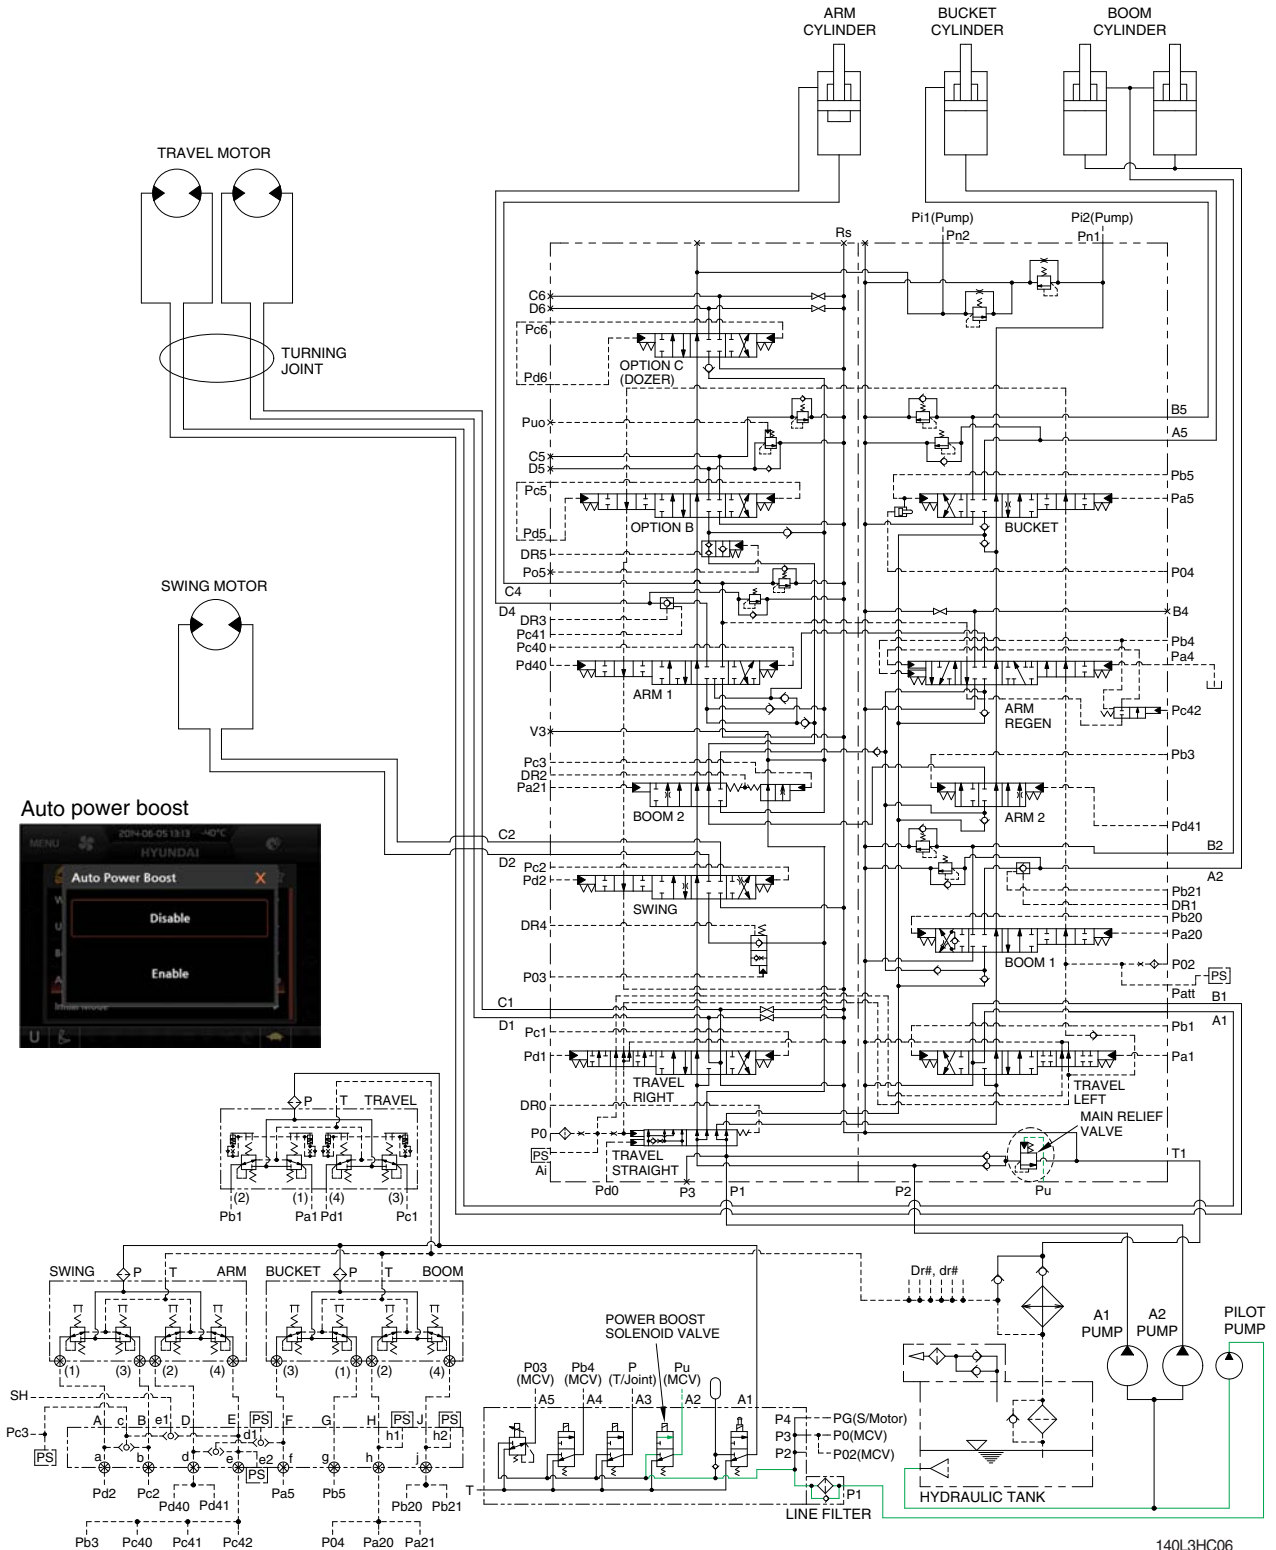 ARM
CYLINDER
BUCKET
CYLINDER
BOOM
CYLINDER
TRAVEL MOTOR
TURNING
JOINT
Rs
Pi1(Pump)
Pn2
Pi2(Pump)
Pn1
C6
D6
Pc6
Pd6
OPTION C
(DOZER)
Puo
C5
D5
Pc5
Pd5
OPTION B
DR5
Po5
B5
A5
Pb5
Pa5
BUCKET
P04
SWING MOTOR
C4
D4
DR3
Pc41
Pc40
Pd40
ARM 1
B4
Pb4
Pa4
ARM
REGEN
Pc42
V3
Pc3
DR2
Pa21
BOOM 2
Pb3
ARM 2
Pd41
C2
D2
Pc2
Pd2
SWING
B2
A2
Pb21
DR1
Pb20
Pa20
BOOM 1
DR4
P03
P02
PS
Patt
C1
D1
Pc1
Pd1
TRAVEL
RIGHT
B1
A1
Pb1
Pa1
TRAVEL
LEFT
DR0
P0
PS
Ai
TRAVEL
STRAIGHT
MAIN RELIEF
VALVE
T1
Pd0
P3
P1
P2
Pu
Auto power boost
MENU
2014-06-05 13:13 -40°C
HYUNDAI
Auto Power Boost X
Disable
Enable
U
P T TRAVEL
(2) (1) (4) (3)
Pb1 Pa1 Pd1 Pc1
SWING P T ARM
BUCKET P T BOOM
(1) (3) (2) (4)
(3) (1) (2) (4)
SH
Pc3
PS
A c B e1 D E PS F G H PS J PS
d1 h1 h2
a b d e e2 f g h j
PS
Pd2 Pc2 Pd40 Pd41 Pa5 Pb5 Pb20 Pb21
Pb3 Pc40 Pc41 Pc42 P04 Pa20 Pa21
POWER BOOST
SOLENOID VALVE
P03
(MCV)
Pb4
(MCV)
P
(T/Joint)
Pu
(MCV)
A5 A4 A3 A2 A1
T
P4 PG(S/Motor)
P3 P0(MCV)
P2 P02(MCV)
P1
LINE FILTER
Dr#, dr#
A1
PUMP
A2
PUMP
PILOT
PUMP
HYDRAULIC TANK
140L3HC06